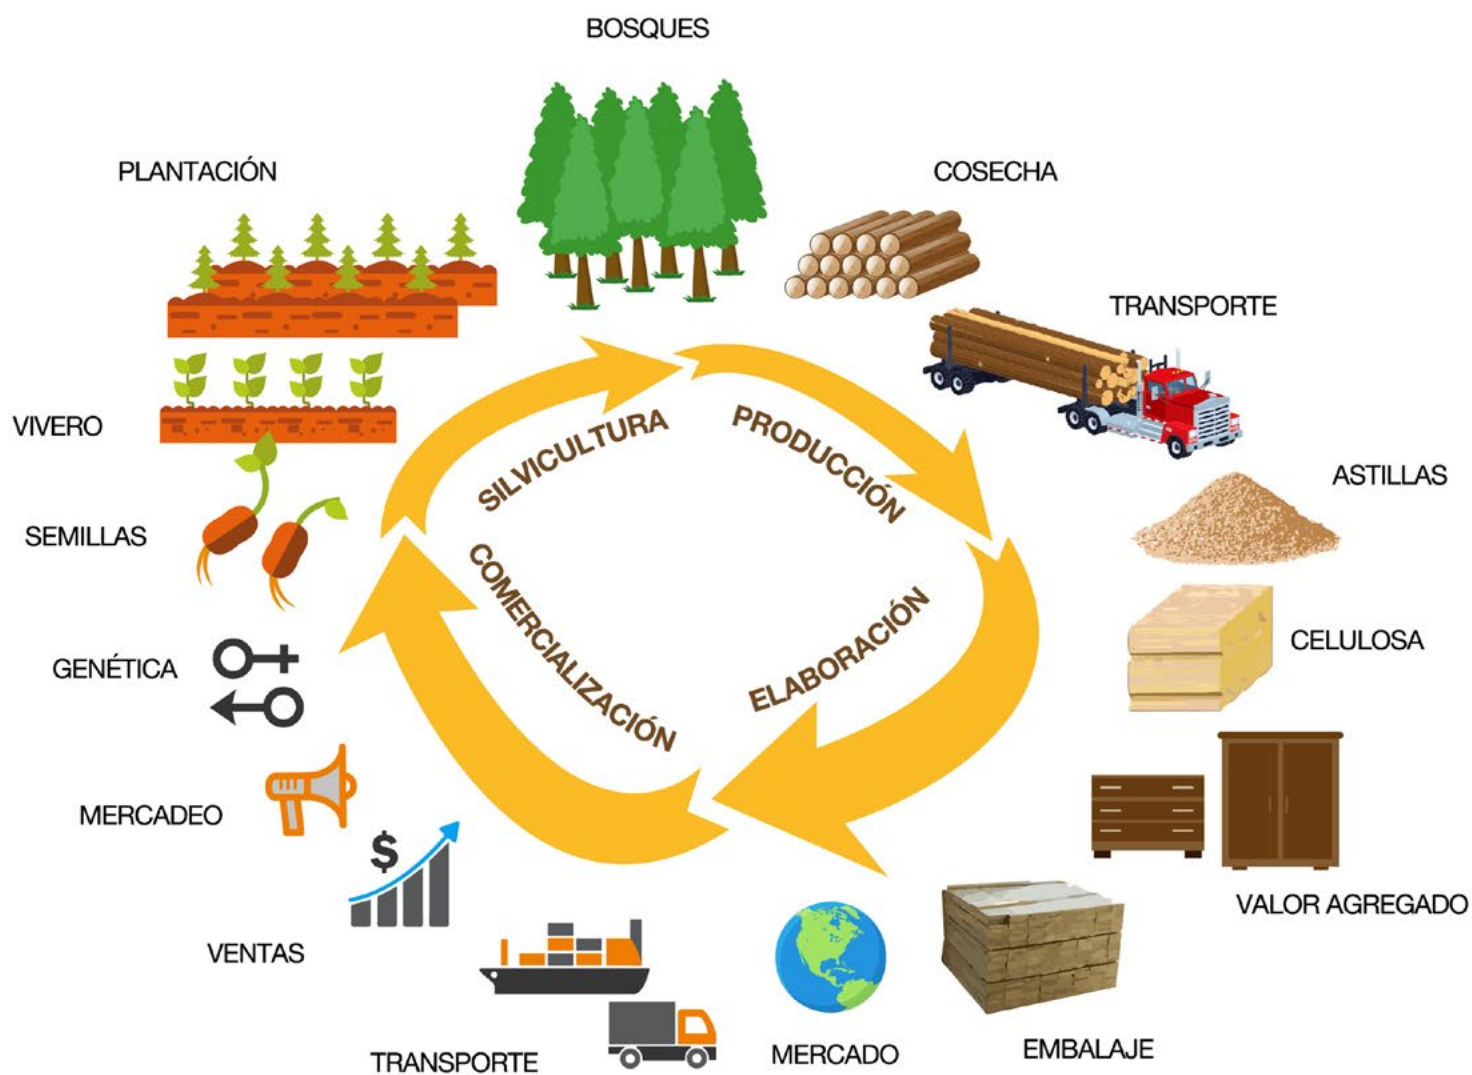 BOSQUES
PLANTACIÓN
COSECHA
TRANSPORTE
VIVERO
SILVICULTURA
PRODUCCIÓN
ASTILLAS
SEMILLAS
COMERCIALIZACIÓN
ELABORACIÓN
CELULOSA
GENÉTICA
MERCADEO
$
VALOR AGREGADO
VENTAS
TRANSPORTE
MERCADO
EMBALAJE